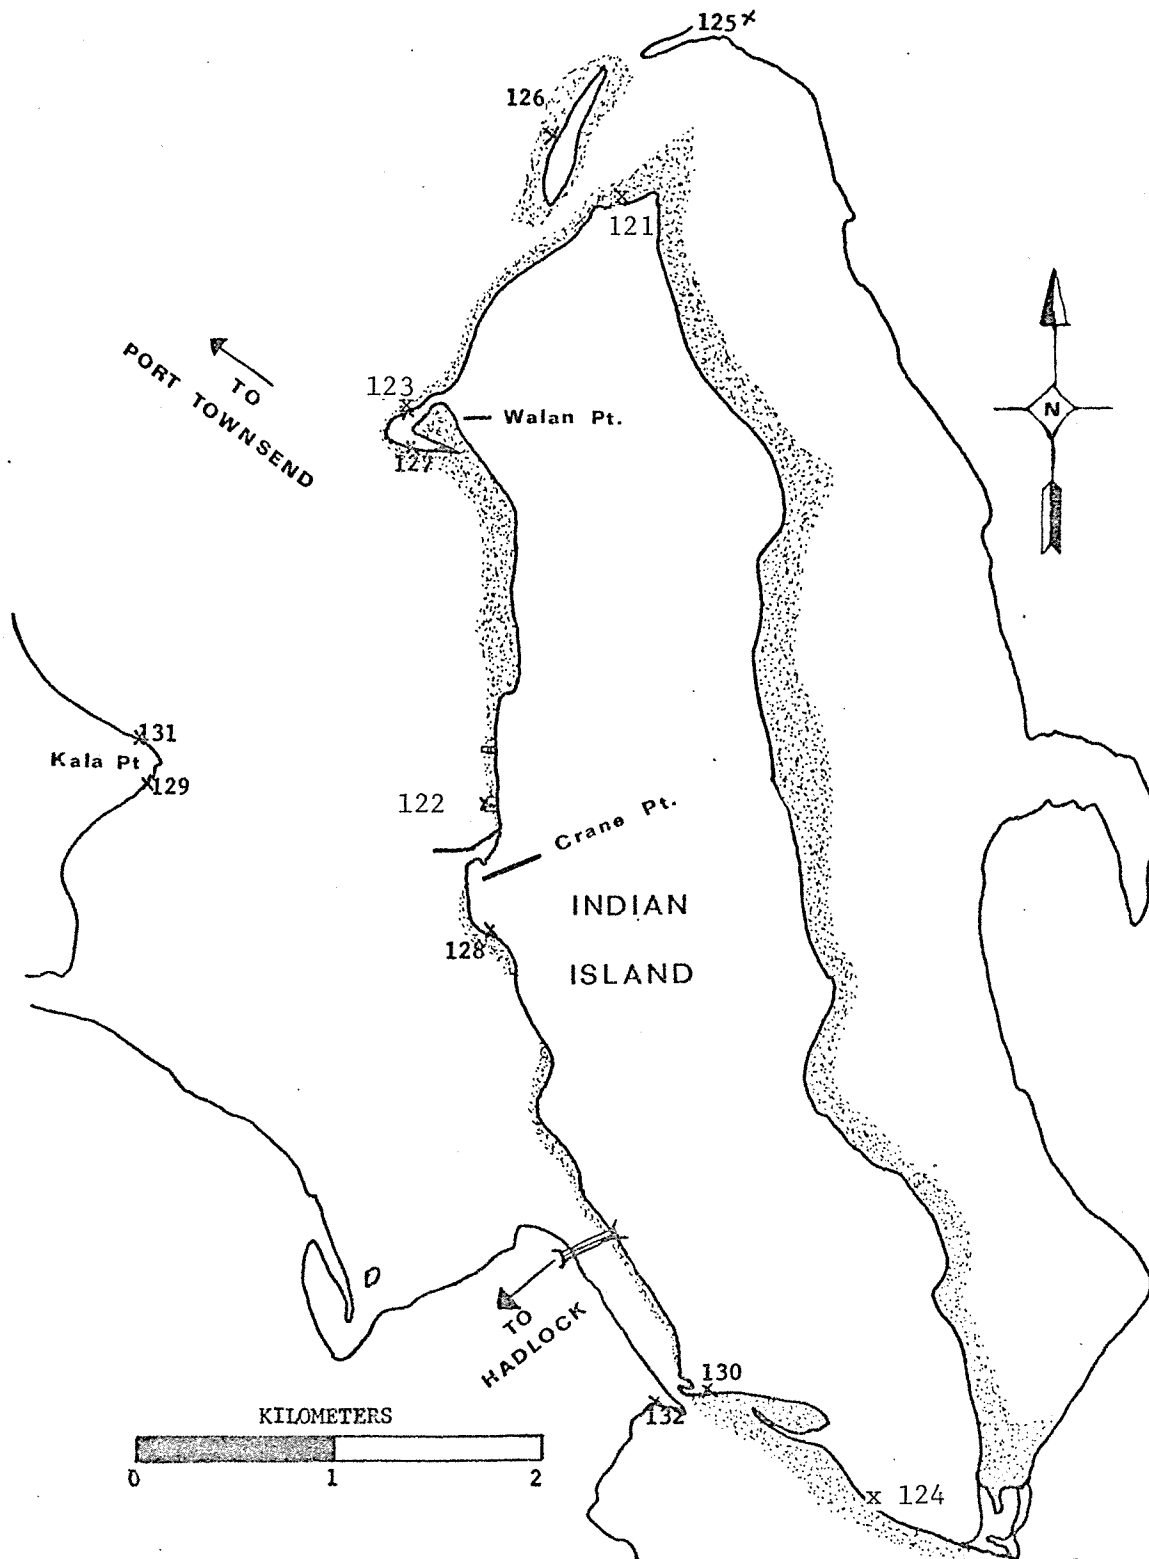 125
126
121
123
Walan Pt.
127
TO
PORT TOWNSEND
N
131
Kala Pt
129
122
Crane Pt.
INDIAN
ISLAND
128
TO
HADLOCK
130
132
KILOMETERS
0 1 2
x 124